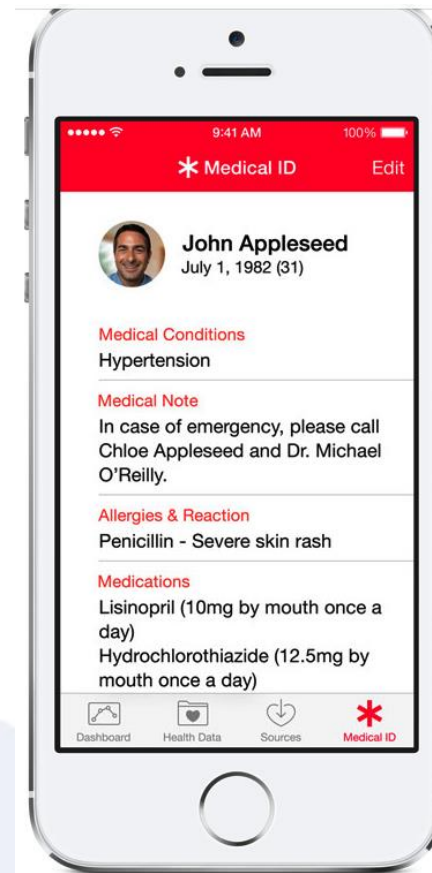 9:41 AM 100%
Medical ID Edit
John Appleseed
July 1, 1982 (31)
Medical Conditions
Hypertension
Medical Note
In case of emergency, please call
Chloe Appleseed and Dr. Michael
O’Reilly.
Allergies & Reaction
Penicillin - Severe skin rash
Medications
Lisinopril (10mg by mouth once a
day)
Hydrochlorothiazide (12.5mg by
mouth once a day)
Dashboard Health Data Sources Medical ID